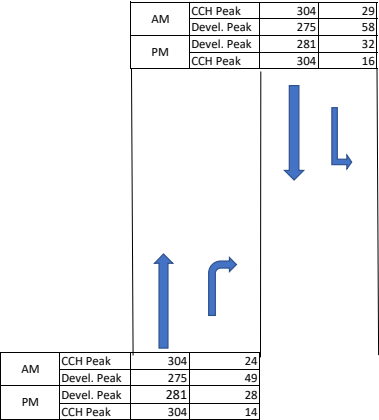 AM CCH Peak 304 29
Devel. Peak 275 58
PM Devel. Peak 281 32
CCH Peak 304 16
AM CCH Peak 304 24
Devel. Peak 275 49
PM Devel. Peak 281 28
CCH Peak 304 14